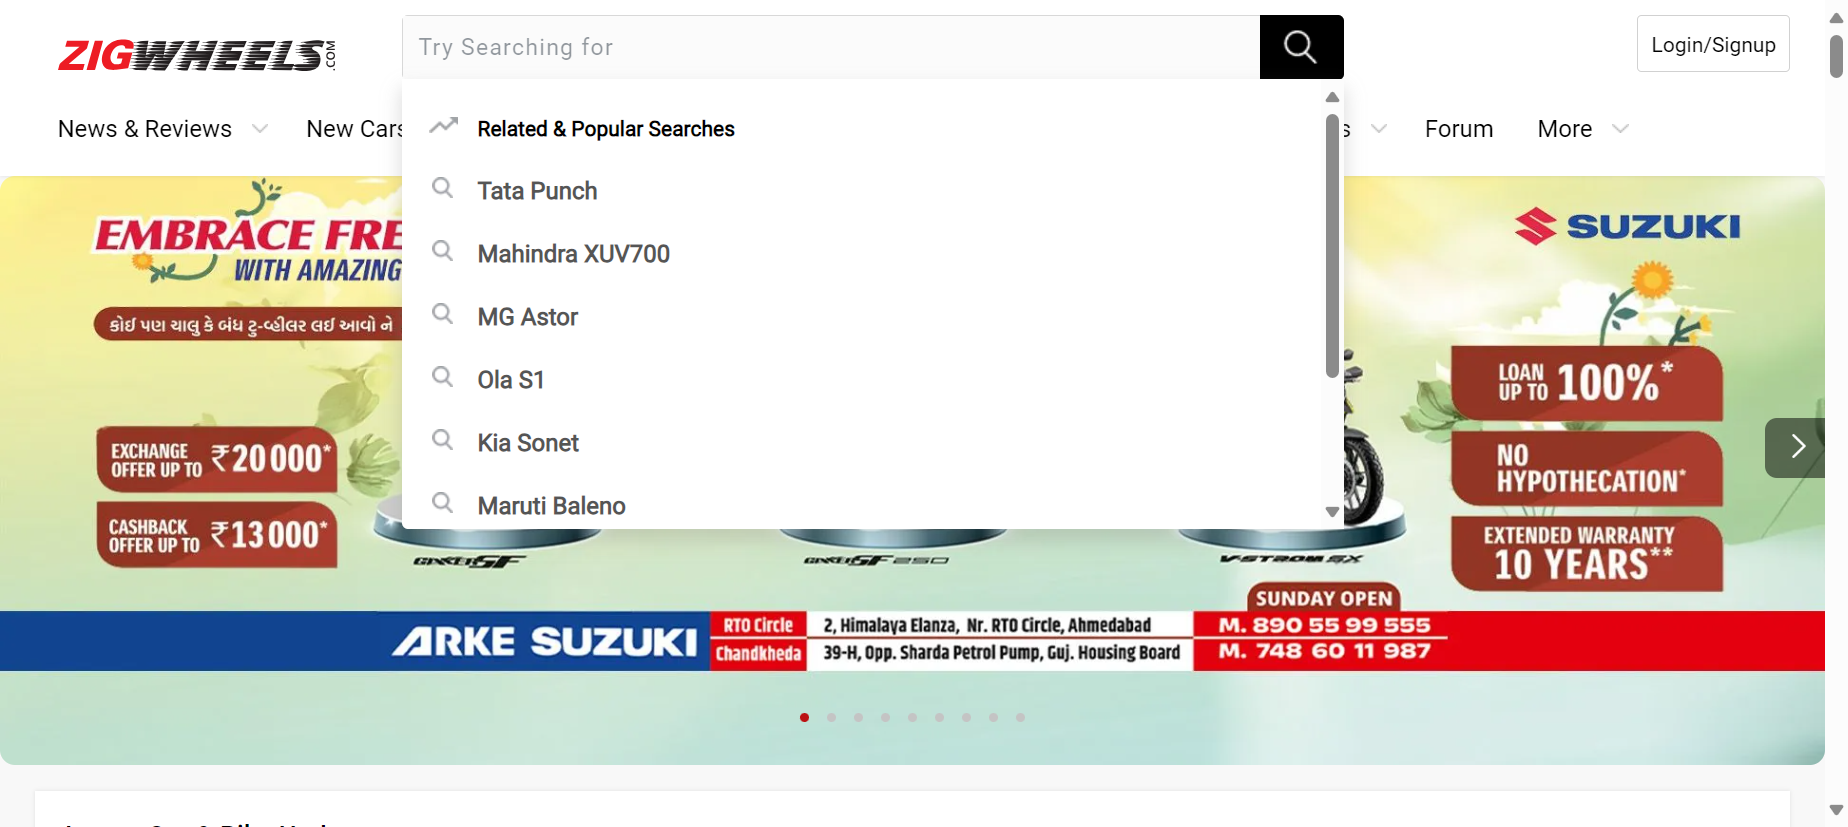 ZIGWHEELS.COM
Try Searching for
Login/Signup
News & Reviews
New Cars
Forum
More
Related & Popular Searches
Tata Punch
Mahindra XUV700
MG Astor
Ola S1
Kia Sonet
Maruti Baleno
EMBRACE FRE
WITH AMAZING
કોઈ પણ ચાલુ કે બંધ ટુ-વ્હીલર લઈ આવો ને
EXCHANGE
OFFER UP TO ₹20000*
CASHBACK
OFFER UP TO ₹13000*
SUZUKI
LOAN
UP TO 100%*
NO
HYPOTHECATION*
EXTENDED WARRANTY
10 YEARS**
GIXXER SF
GIXXER SF 250
V-STROM SX
SUNDAY OPEN
ARKE SUZUKI
RTO Circle 2, Himalaya Elanza, Nr. RTO Circle, Ahmedabad M. 890 55 99 555
Chandkheda 39-H, Opp. Sharda Petrol Pump, Guj. Housing Board M. 748 60 11 987